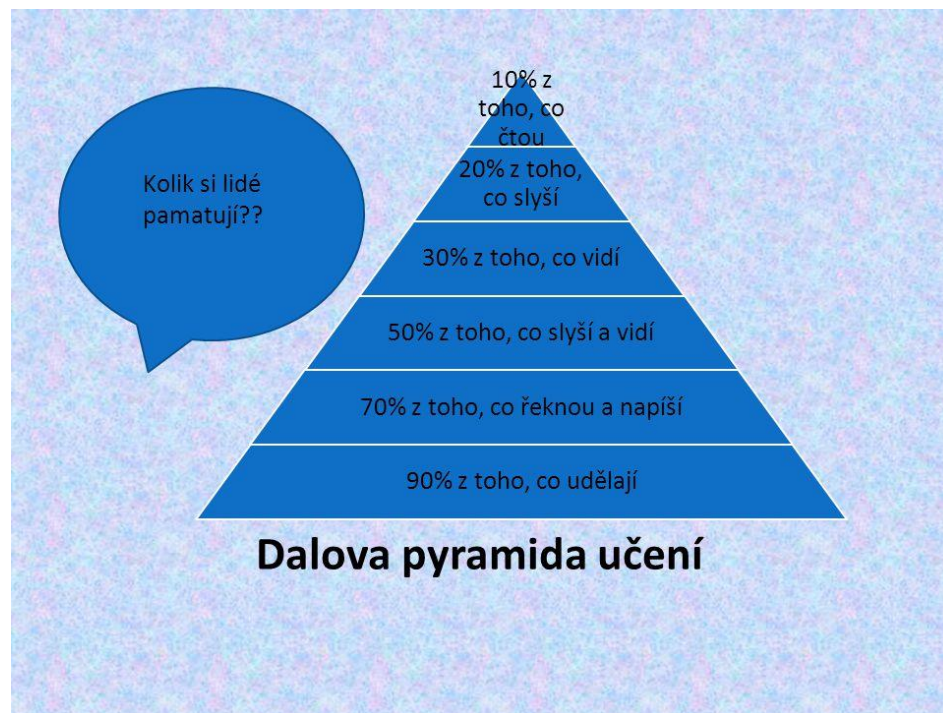 Kolik si lidé
pamatují??
10% z
toho, co
čtou
20% z toho,
co slyší
30% z toho, co vidí
50% z toho, co slyší a vidí
70% z toho, co řeknou a napíší
90% z toho, co udělají
Dalova pyramida učení